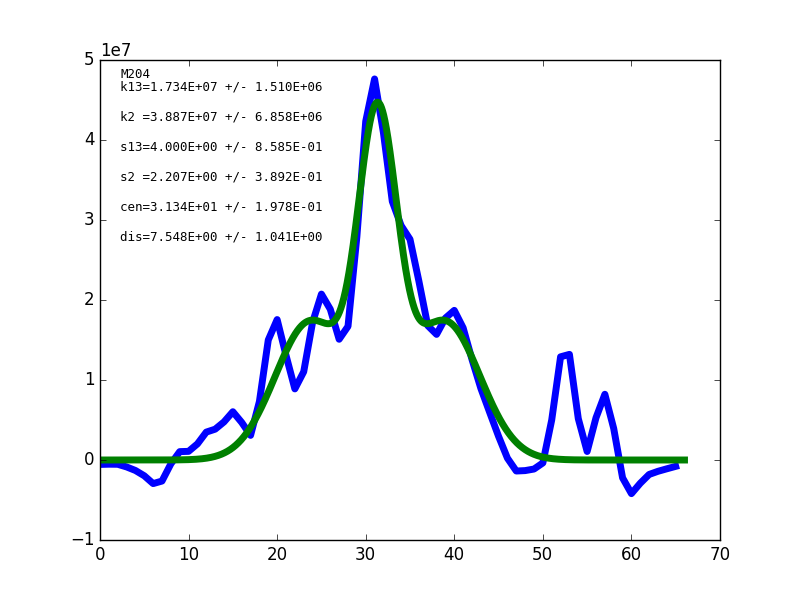 1e7
5
M204
k13=1.734E+07 +/- 1.510E+06
k2 =3.887E+07 +/- 6.858E+06
4
s13=4.000E+00 +/- 8.585E-01
s2 =2.207E+00 +/- 3.892E-01
cen=3.134E+01 +/- 1.978E-01
3
dis=7.548E+00 +/- 1.041E+00
2
1
0
−1
0 10 20 30 40 50 60 70